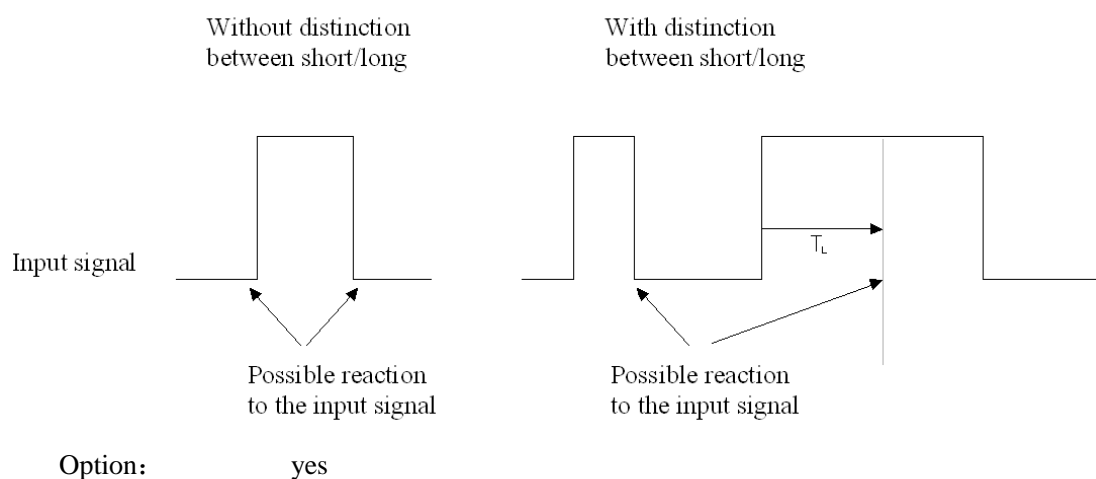 Without distinction
between short/long
With distinction
between short/long
Input signal
T_L
Possible reaction
to the input signal
Possible reaction
to the input signal
Option： yes